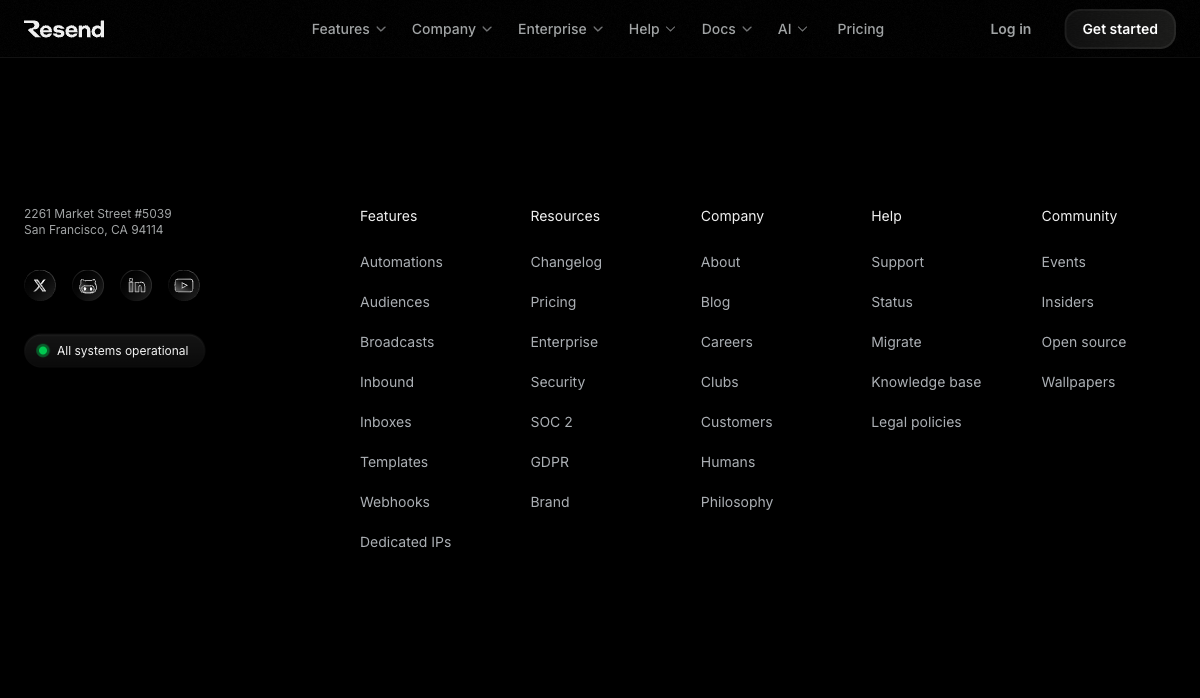 Resend
Features
Company
Enterprise
Help
Docs
AI
Pricing
Log in
Get started
2261 Market Street #5039
San Francisco, CA 94114
All systems operational
Features
Automations
Audiences
Broadcasts
Inbound
Inboxes
Templates
Webhooks
Dedicated IPs
Resources
Changelog
Pricing
Enterprise
Security
SOC 2
GDPR
Brand
Company
About
Blog
Careers
Clubs
Customers
Humans
Philosophy
Help
Support
Status
Migrate
Knowledge base
Legal policies
Community
Events
Insiders
Open source
Wallpapers